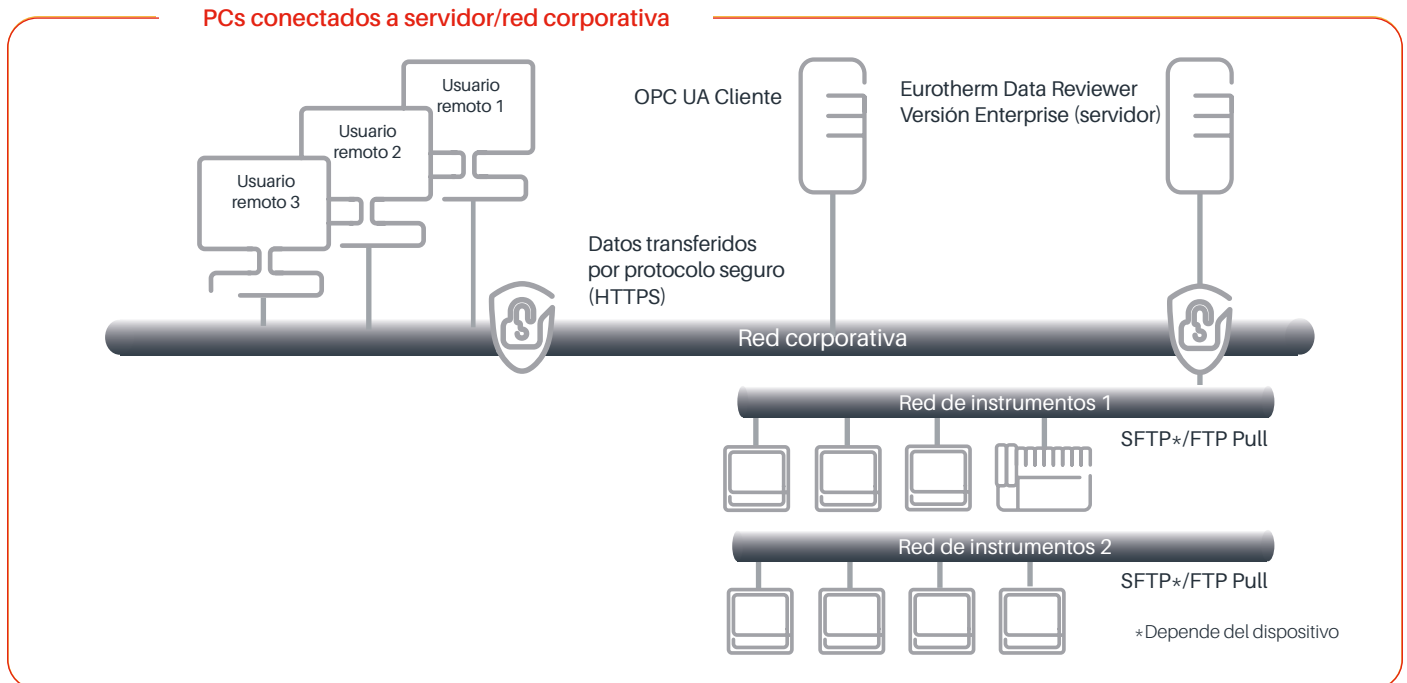 PCs conectados a servidor/red corporativa
Usuario
remoto 1
Usuario
remoto 2
Usuario
remoto 3
OPC UA Cliente
Eurotherm Data Reviewer
Versión Enterprise (servidor)
Datos transferidos
por protocolo seguro
(HTTPS)
Red corporativa
Red de instrumentos 1
SFTP*/FTP Pull
Red de instrumentos 2
SFTP*/FTP Pull
*Depende del dispositivo